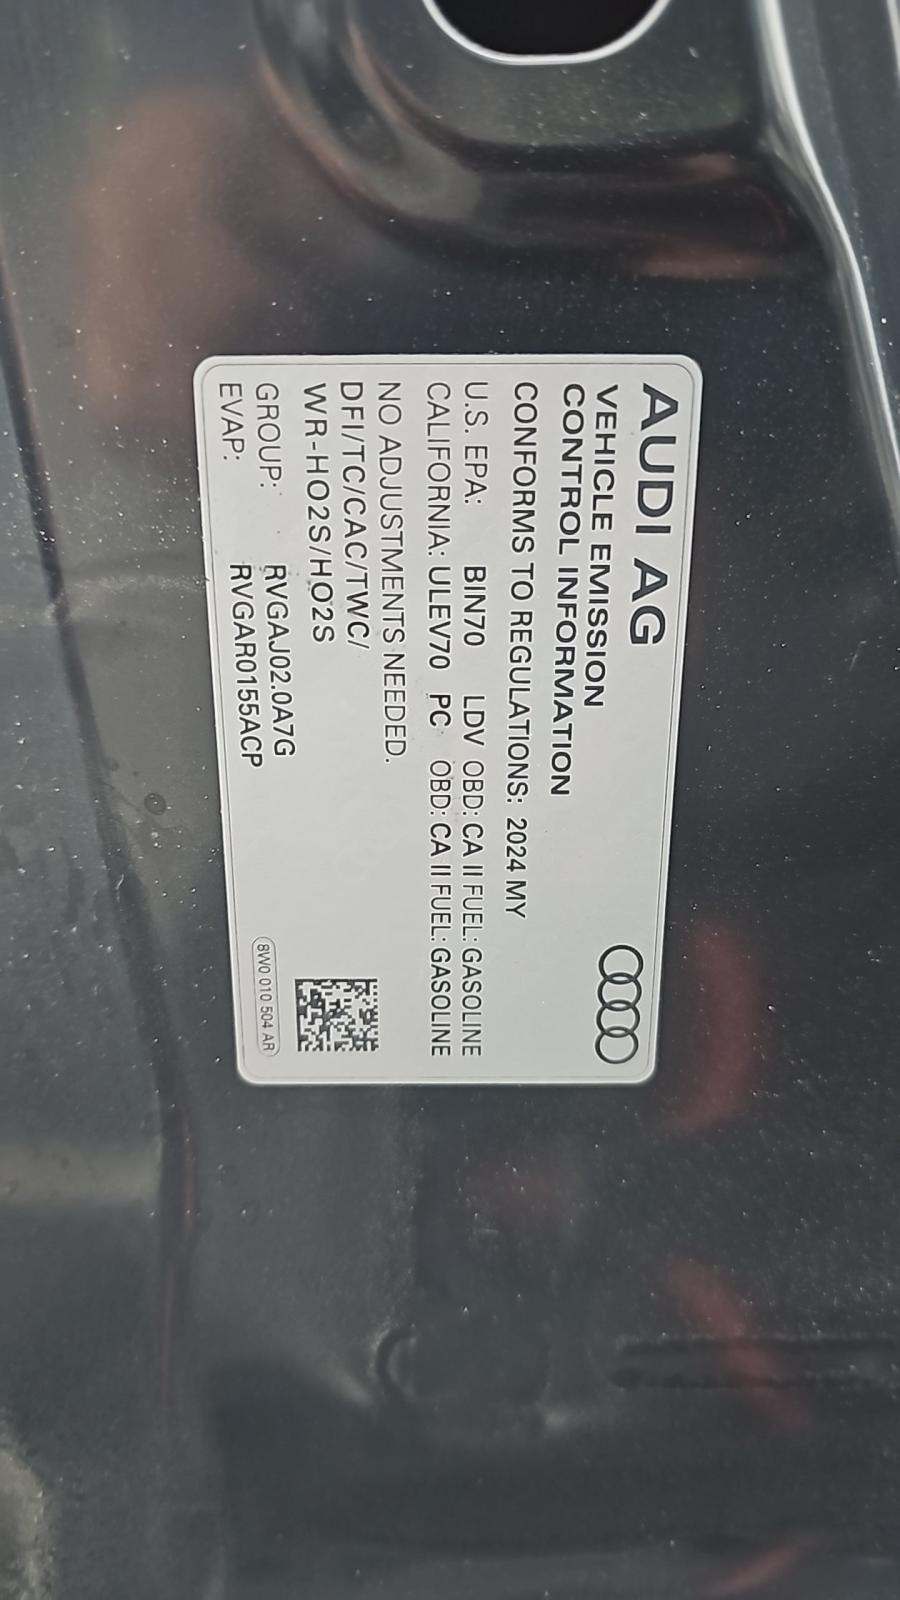 AUDI AG
VEHICLE EMISSION
CONTROL INFORMATION
CONFORMS TO REGULATIONS: 2024 MY
U.S. EPA: BIN70 LDV OBD: CA II FUEL: GASOLINE
CALIFORNIA: ULEV70 PC OBD: CA II FUEL: GASOLINE
NO ADJUSTMENTS NEEDED.
DFI/TC/CAC/TWC/
WR-HO2S/HO2S
GROUP: RVGAJ02.0A7G
EVAP: RVGAR0155ACP
8W0 010 504 AR